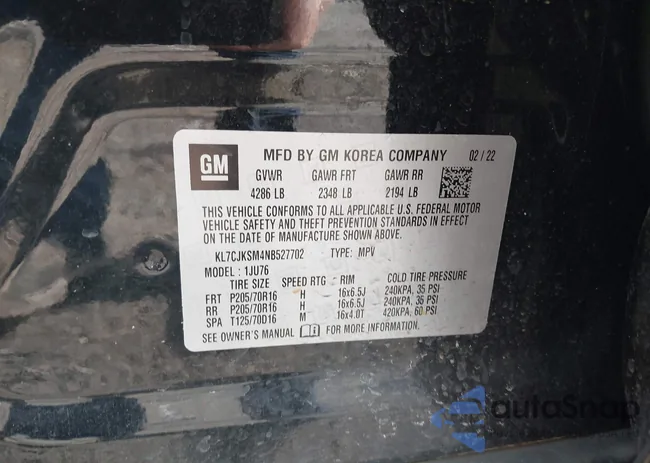 GM MFD BY GM KOREA COMPANY 02 / 22
GVWR GAWR FRT GAWR RR
4286 LB 2348 LB 2194 LB
THIS VEHICLE CONFORMS TO ALL APPLICABLE U.S. FEDERAL MOTOR
VEHICLE SAFETY AND THEFT PREVENTION STANDARDS IN EFFECT
ON THE DATE OF MANUFACTURE SHOWN ABOVE.
KL7CJKSM4NB527702 TYPE: MPV
MODEL : 1JU76
TIRE SIZE SPEED RTG RIM COLD TIRE PRESSURE
FRT P205/70R16 H 16x6.5J 240KPA, 35 PSI
RR P205/70R16 H 16x6.5J 240KPA, 35 PSI
SPA T125/70D16 M 16x4.0T 420KPA, 60 PSI
SEE OWNER'S MANUAL FOR MORE INFORMATION.
autoSnap